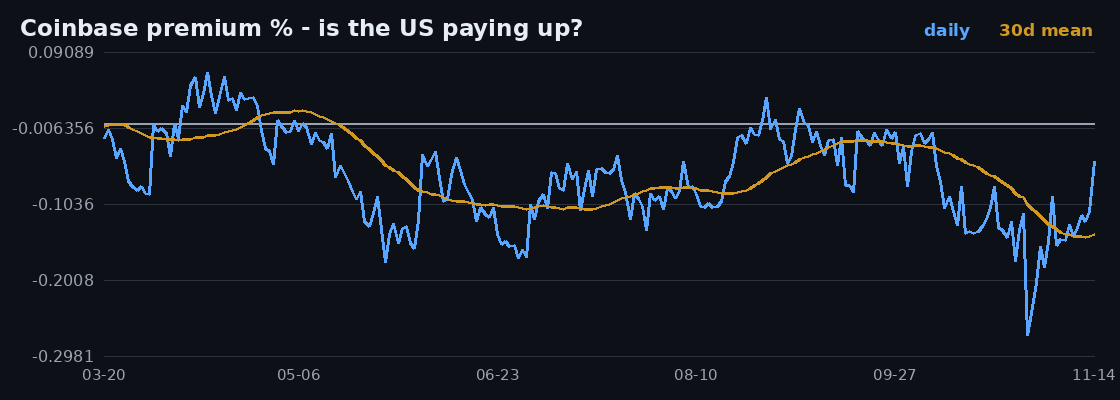 Coinbase premium % - is the US paying up?
daily 30d mean
0.09089
-0.006356
-0.1036
-0.2008
-0.2981
03-20 05-06 06-23 08-10 09-27 11-14